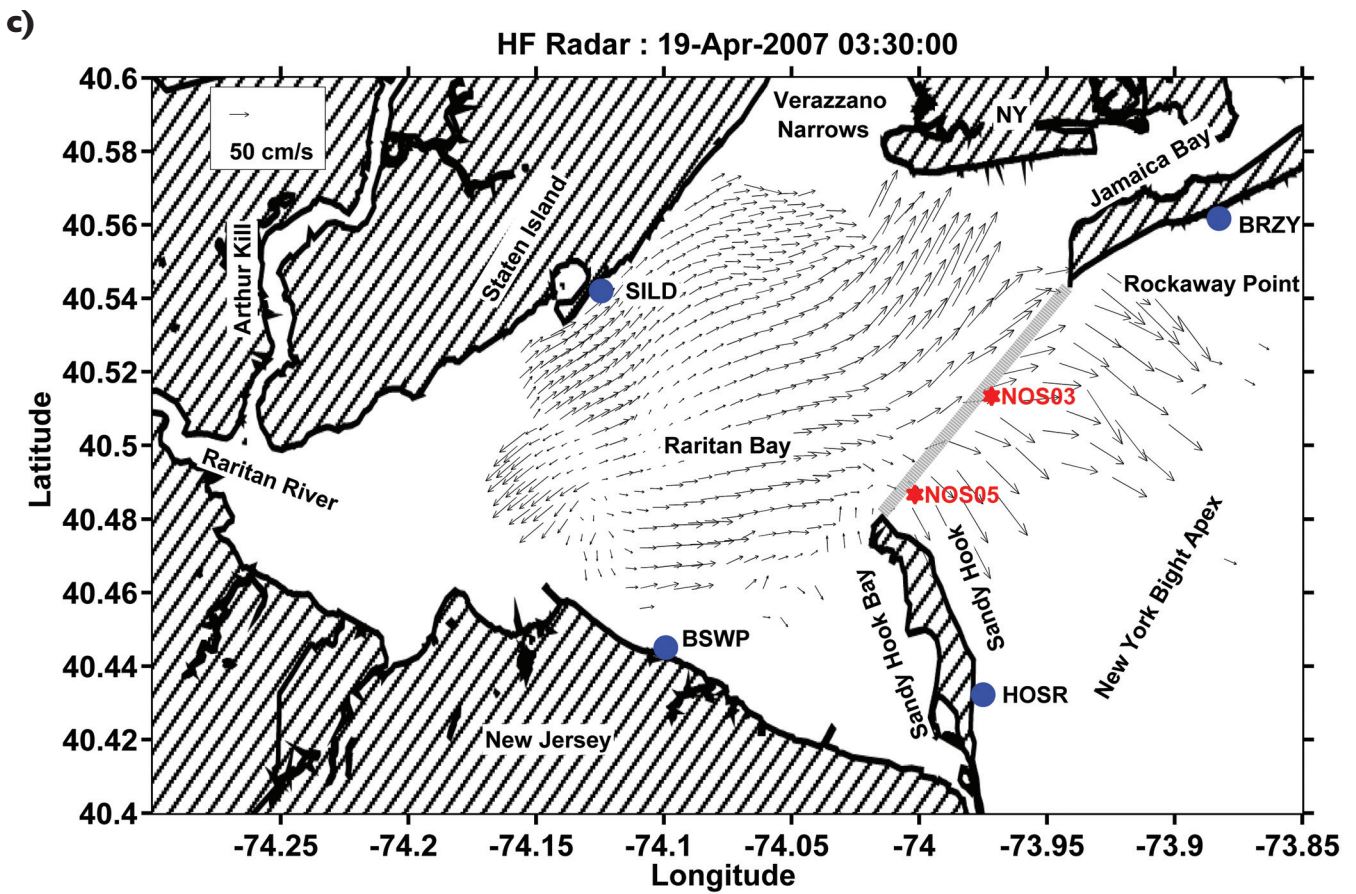 c)
HF Radar : 19-Apr-2007 03:30:00
50 cm/s
Verazzano
Narrows
NY
Jamaica Bay
BRZY
Rockaway Point
Arthur Kill
Staten Island
SILD
NOS03
Raritan Bay
Raritan River
NOS05
Sandy Hook
Sandy Hook Bay
New York Bight Apex
BSWP
HOSR
New Jersey
40.6
40.58
40.56
40.54
40.52
40.5
40.48
40.46
40.44
40.42
40.4
Latitude
-74.25
-74.2
-74.15
-74.1
-74.05
-74
-73.95
-73.9
-73.85
Longitude